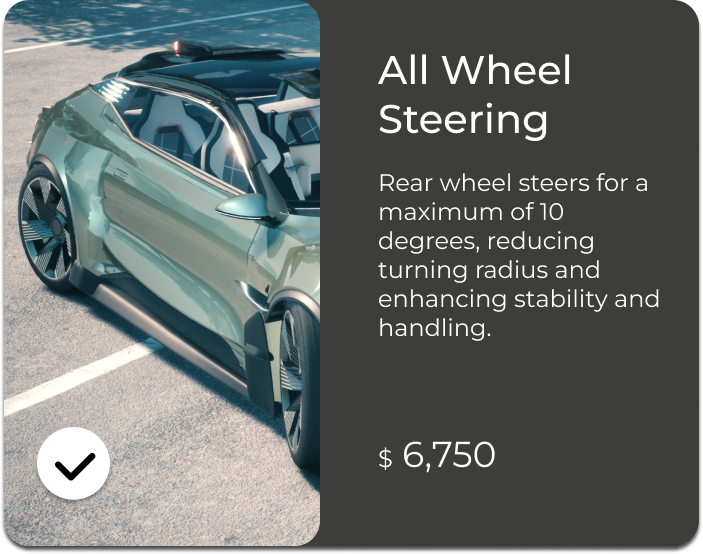 All Wheel
Steering
Rear wheel steers for a
maximum of 10
degrees, reducing
turning radius and
enhancing stability and
handling.
$ 6,750